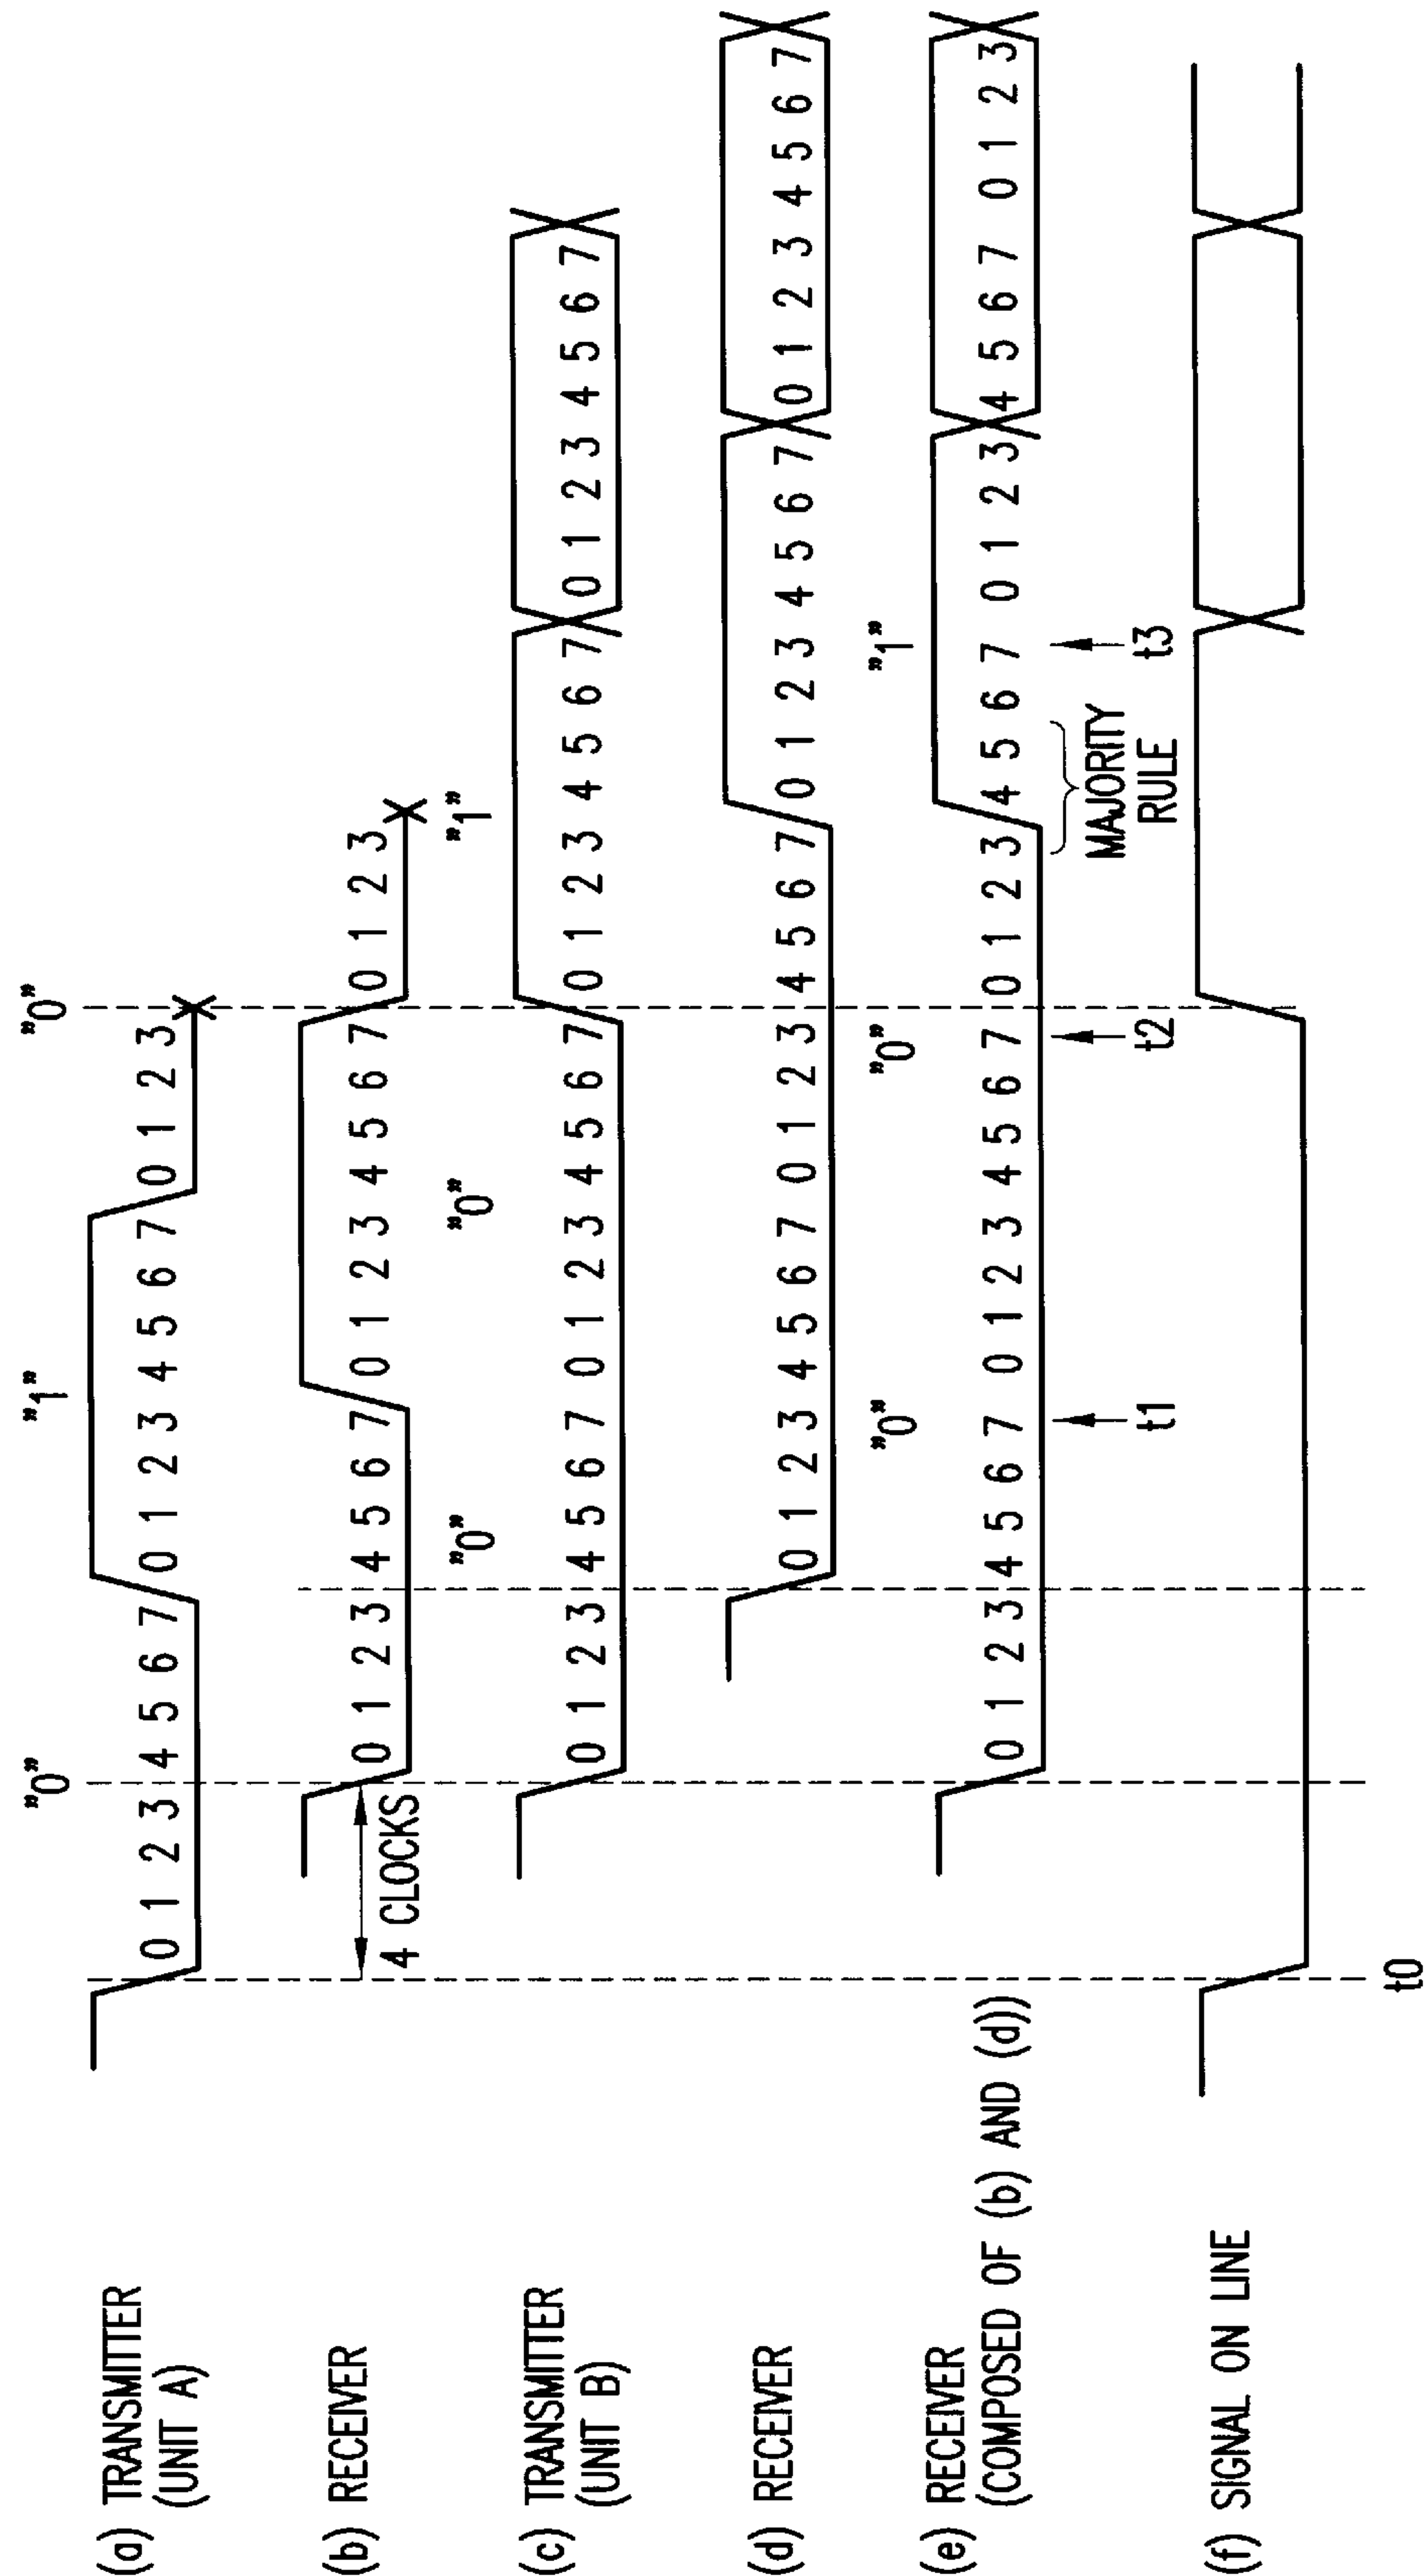 "0" "1" "0"
(a) TRANSMITTER
(UNIT A)
0 1 2 3 4 5 6 7 0 1 2 3 4 5 6 7 0 1 2 3
(b) RECEIVER
0 1 2 3 4 5 6 7 0 1 2 3 4 5 6 7 0 1 2 3
4 CLOCKS
"0" "0" "1"
(c) TRANSMITTER
(UNIT B)
0 1 2 3 4 5 6 7 0 1 2 3 4 5 6 7 0 1 2 3 4 5 6 7 0 1 2 3 4 5 6 7
(d) RECEIVER
0 1 2 3 4 5 6 7 0 1 2 3 4 5 6 7 0 1 2 3 4 5 6 7 0 1 2 3 4 5 6 7
"0" "0" "1"
(e) RECEIVER
(COMPOSED OF (b) AND (d))
0 1 2 3 4 5 6 7 0 1 2 3 4 5 6 7 0 1 2 3 4 5 6 7 0 1 2 3 4 5 6 7 0 1 2 3
MAJORITY
RULE
t1 t2 t3
(f) SIGNAL ON LINE
t0